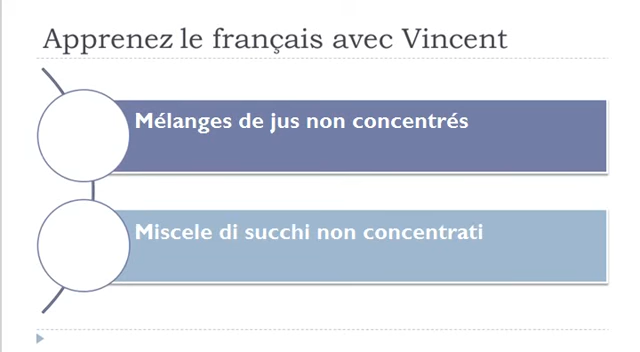 Apprenez le français avec Vincent
Mélanges de jus non concentrés
Miscele di succhi non concentrati